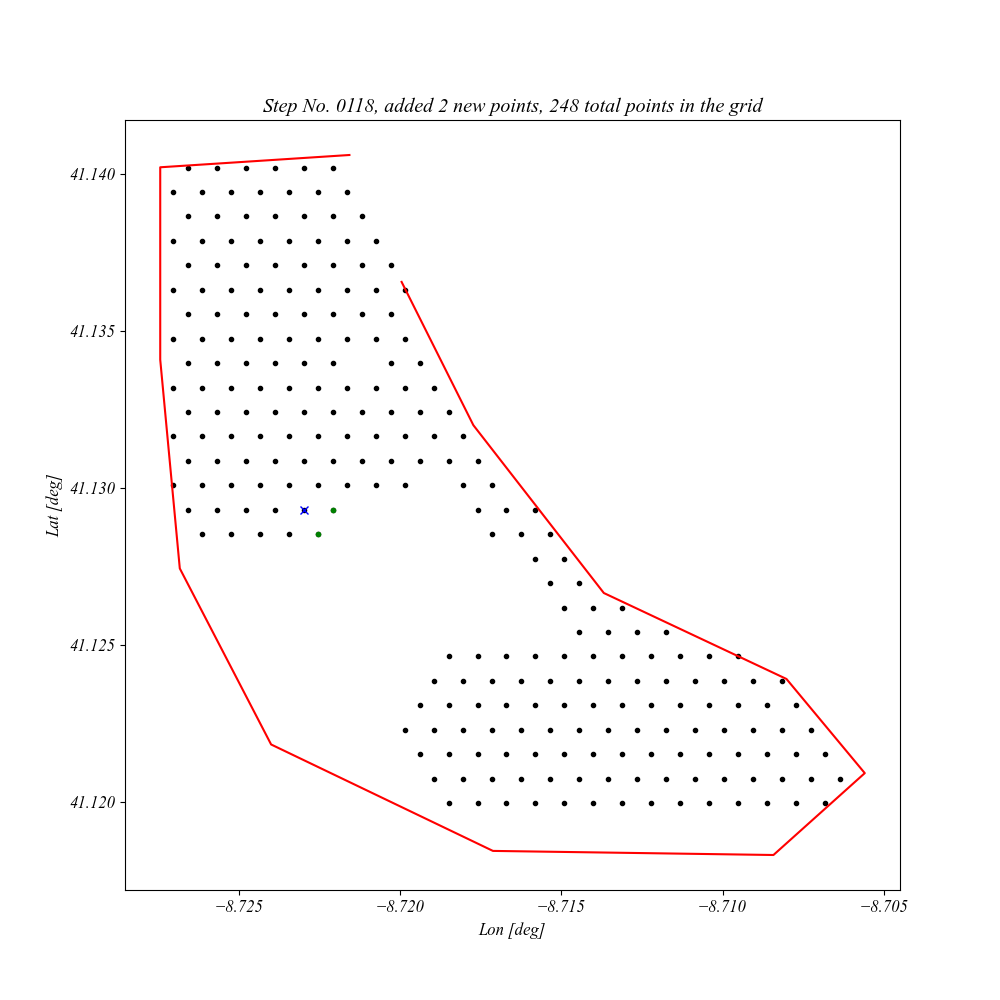 Step No. 0118, added 2 new points, 248 total points in the grid
41.140
41.135
41.130
41.125
41.120
Lat [deg]
−8.725 −8.720 −8.715 −8.710 −8.705
Lon [deg]